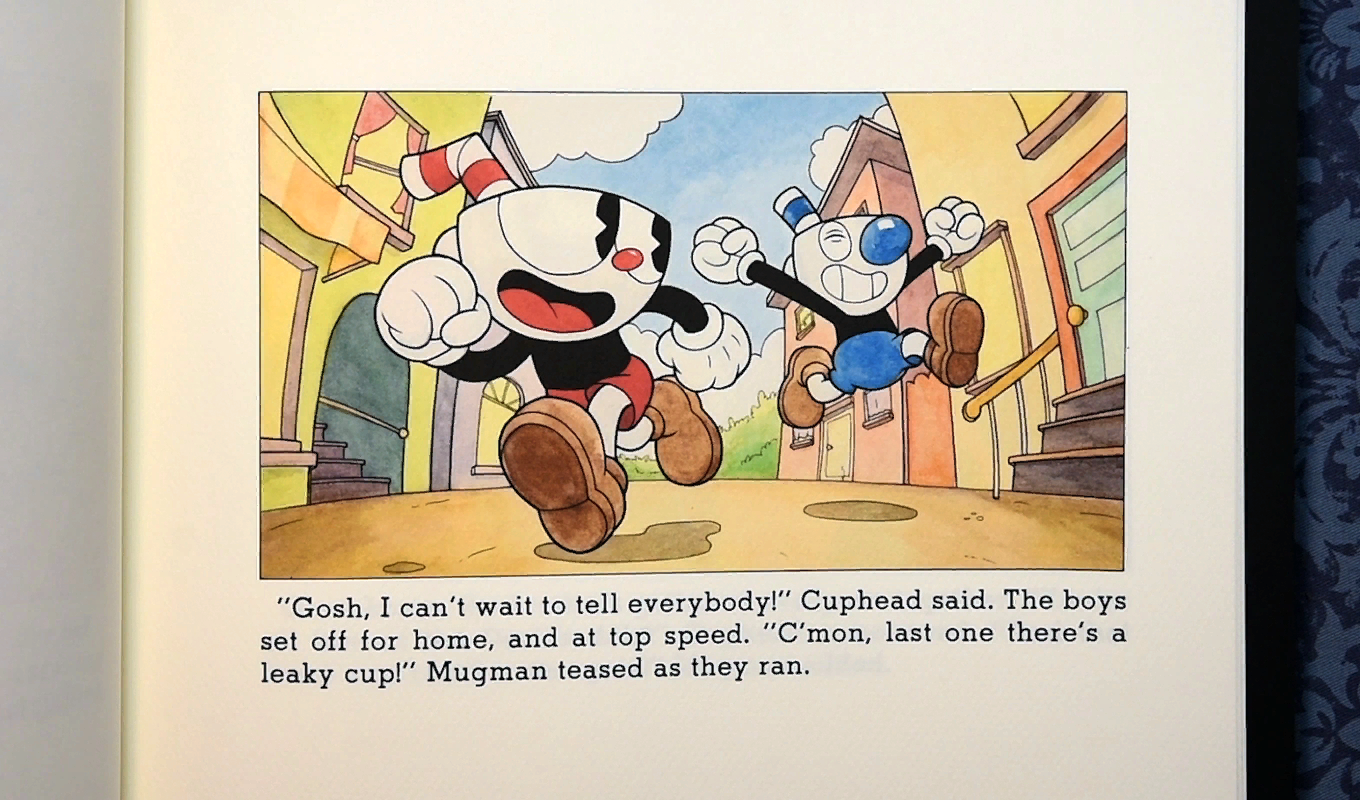 "Gosh, I can't wait to tell everybody!" Cuphead said. The boys
set off for home, and at top speed. "C'mon, last one there's a
leaky cup!" Mugman teased as they ran.